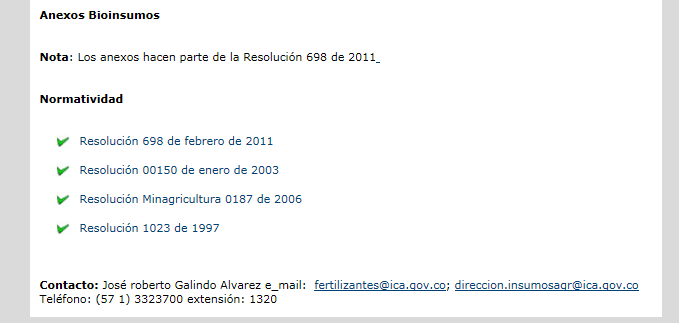 Anexos Bioinsumos
Nota: Los anexos hacen parte de la Resolución 698 de 2011_
Normatividad
Resolución 698 de febrero de 2011
Resolución 00150 de enero de 2003
Resolución Minagricultura 0187 de 2006
Resolución 1023 de 1997
Contacto: José roberto Galindo Alvarez e_mail: fertilizantes@ica.gov.co; direccion.insumosagr@ica.gov.co
Teléfono: (57 1) 3323700 extensión: 1320